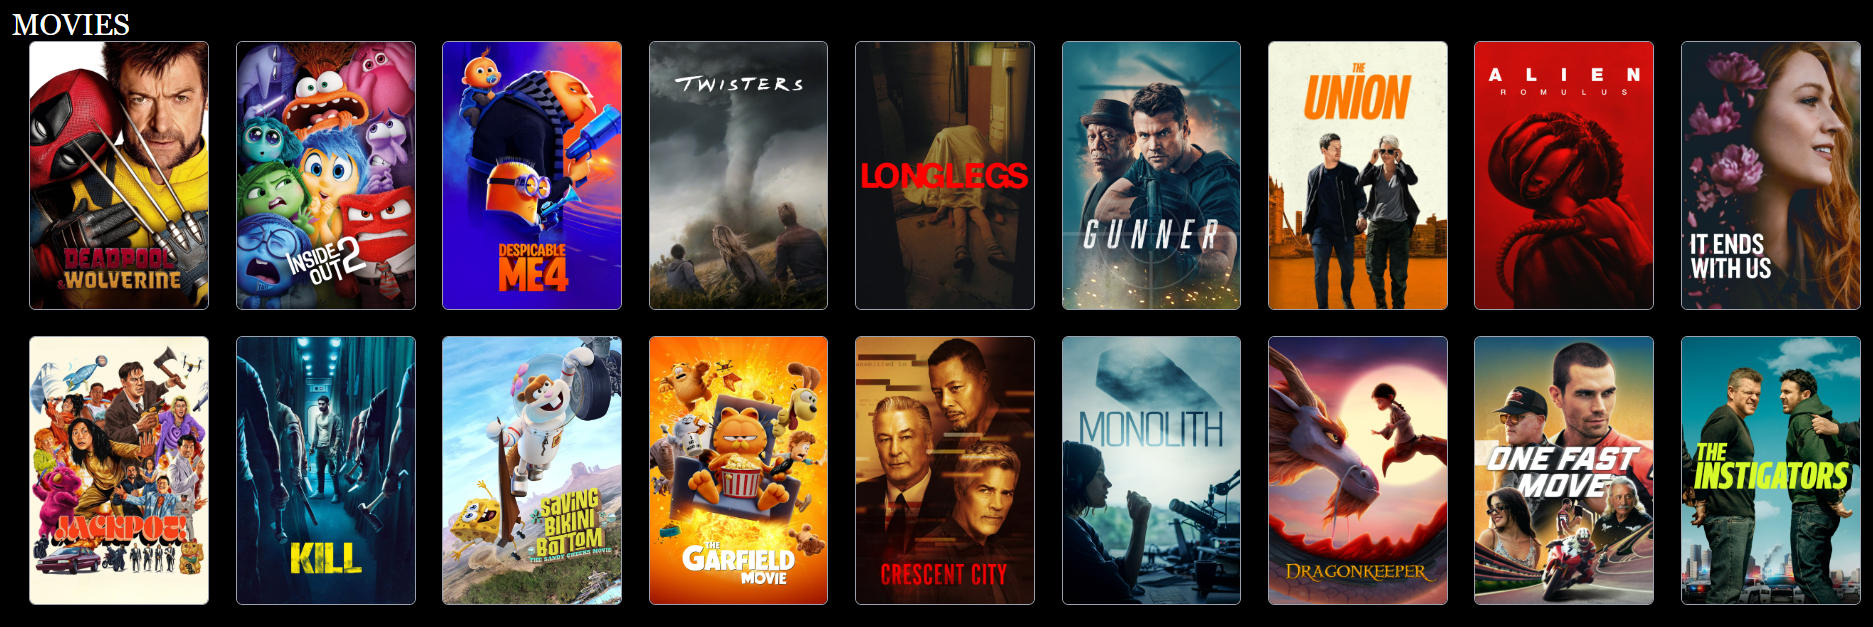 MOVIES
DEADPOOL
& WOLVERINE
INSIDE
OUT 2
DESPICABLE
ME 4
TWISTERS
LONGLEGS
GUNNER
THE
UNION
ALIEN
ROMULUS
IT ENDS
WITH US
JACKPOT!
KILL
SAVING
BIKINI
BOTTOM
THE SANDY CHEEKS MOVIE
THE
GARFIELD
MOVIE
CRESCENT CITY
MONOLITH
DRAGONKEEPER
ONE FAST
MOVE
THE
INSTIGATORS